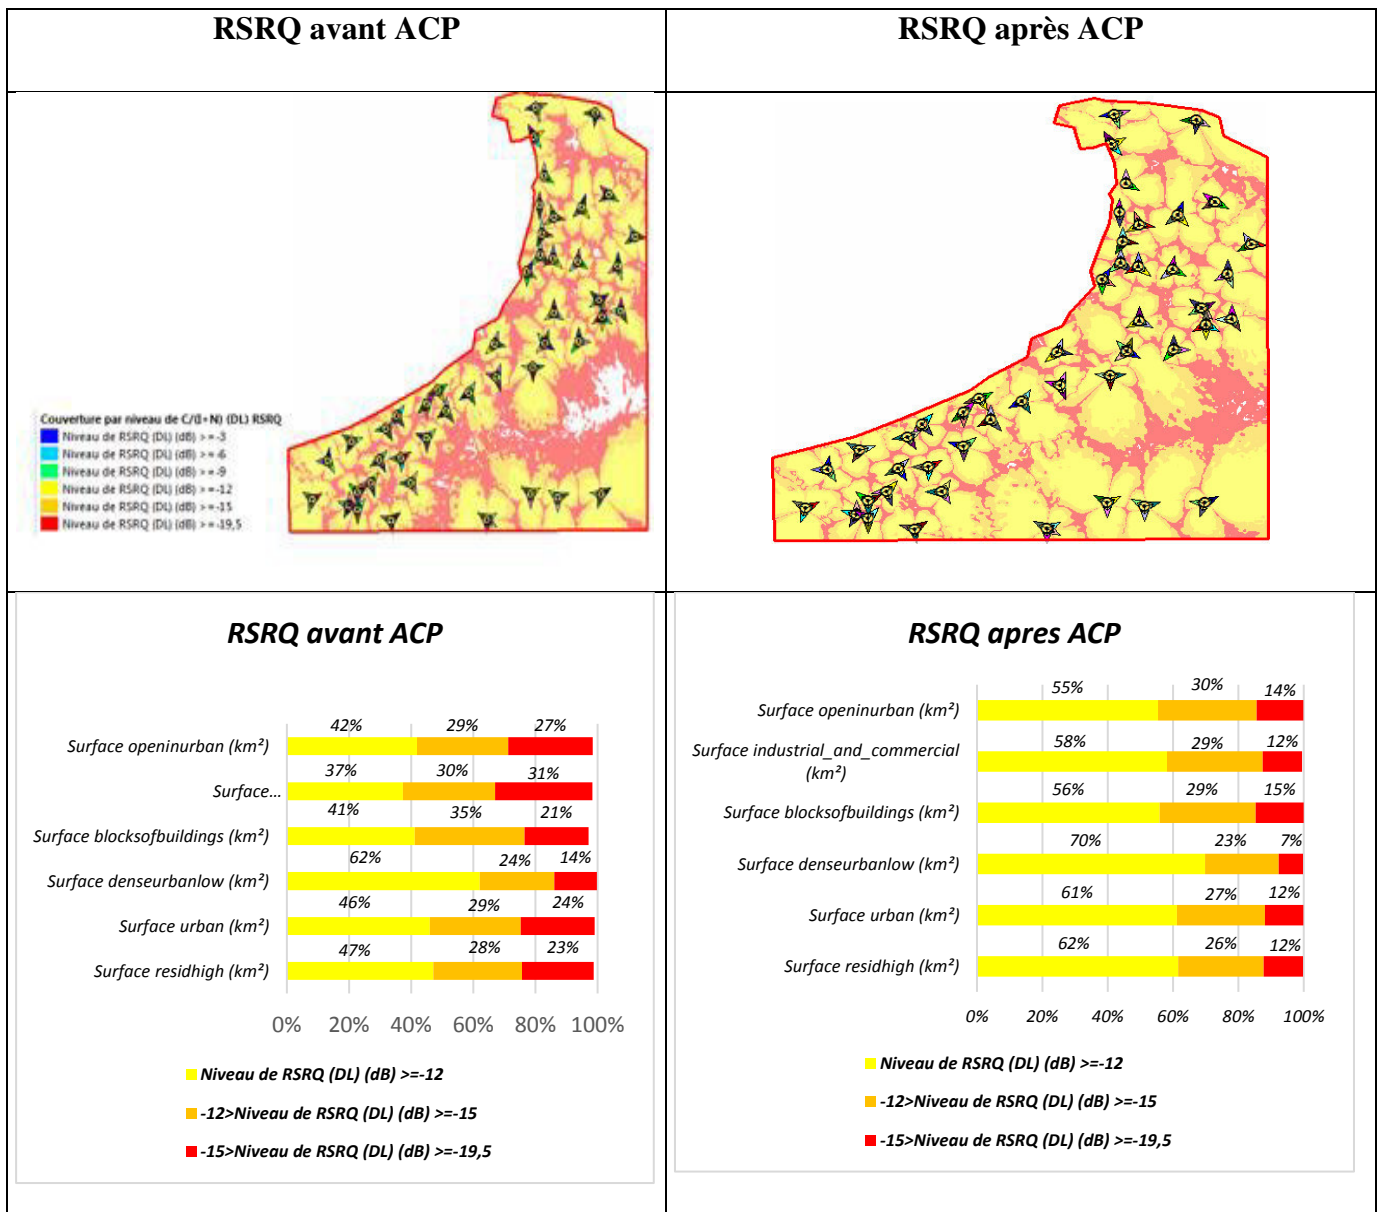 RSRQ avant ACP
RSRQ après ACP
Couverture par niveau de C/(I+N) (DL) RSRQ
Niveau de RSRQ (DL) (dB) >=-3
Niveau de RSRQ (DL) (dB) >=-6
Niveau de RSRQ (DL) (dB) >=-9
Niveau de RSRQ (DL) (dB) >=-12
Niveau de RSRQ (DL) (dB) >=-15
Niveau de RSRQ (DL) (dB) >=-19,5
RSRQ avant ACP
42% 29% 27%
Surface openinurban (km²)
37% 30% 31%
Surface...
41% 35% 21%
Surface blocksofbuildings (km²)
62% 24% 14%
Surface denseurbanlow (km²)
46% 29% 24%
Surface urban (km²)
47% 28% 23%
Surface residhigh (km²)
0% 20% 40% 60% 80% 100%
Niveau de RSRQ (DL) (dB) >=-12
-12>Niveau de RSRQ (DL) (dB) >=-15
-15>Niveau de RSRQ (DL) (dB) >=-19,5
RSRQ apres ACP
55% 30% 14%
Surface openinurban (km²)
58% 29% 12%
Surface industrial_and_commercial
(km²)
56% 29% 15%
Surface blocksofbuildings (km²)
70% 23% 7%
Surface denseurbanlow (km²)
61% 27% 12%
Surface urban (km²)
62% 26% 12%
Surface residhigh (km²)
0% 20% 40% 60% 80% 100%
Niveau de RSRQ (DL) (dB) >=-12
-12>Niveau de RSRQ (DL) (dB) >=-15
-15>Niveau de RSRQ (DL) (dB) >=-19,5